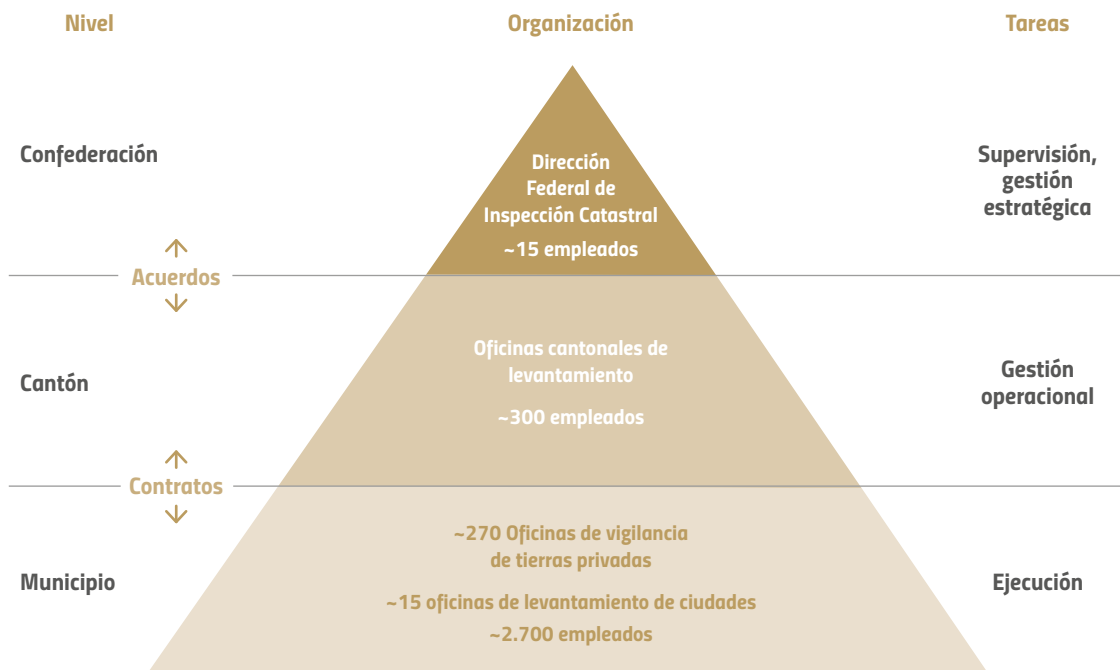 Nivel
Organización
Tareas
Confederación
Dirección
Federal de
Inspección Catastral
~15 empleados
Supervisión,
gestión
estratégica
Acuerdos
Cantón
Oficinas cantonales de
levantamiento
~300 empleados
Gestión
operacional
Contratos
Municipio
~270 Oficinas de vigilancia
de tierras privadas
~15 oficinas de levantamiento de ciudades
~2.700 empleados
Ejecución